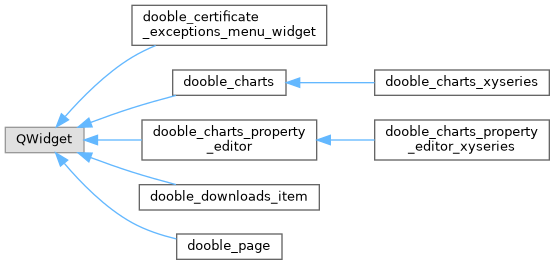 dooble_certificate
_exceptions_menu_widget
dooble_charts
dooble_charts_xyseries
QWidget
dooble_charts_property
_editor
dooble_charts_property
_editor_xyseries
dooble_downloads_item
dooble_page